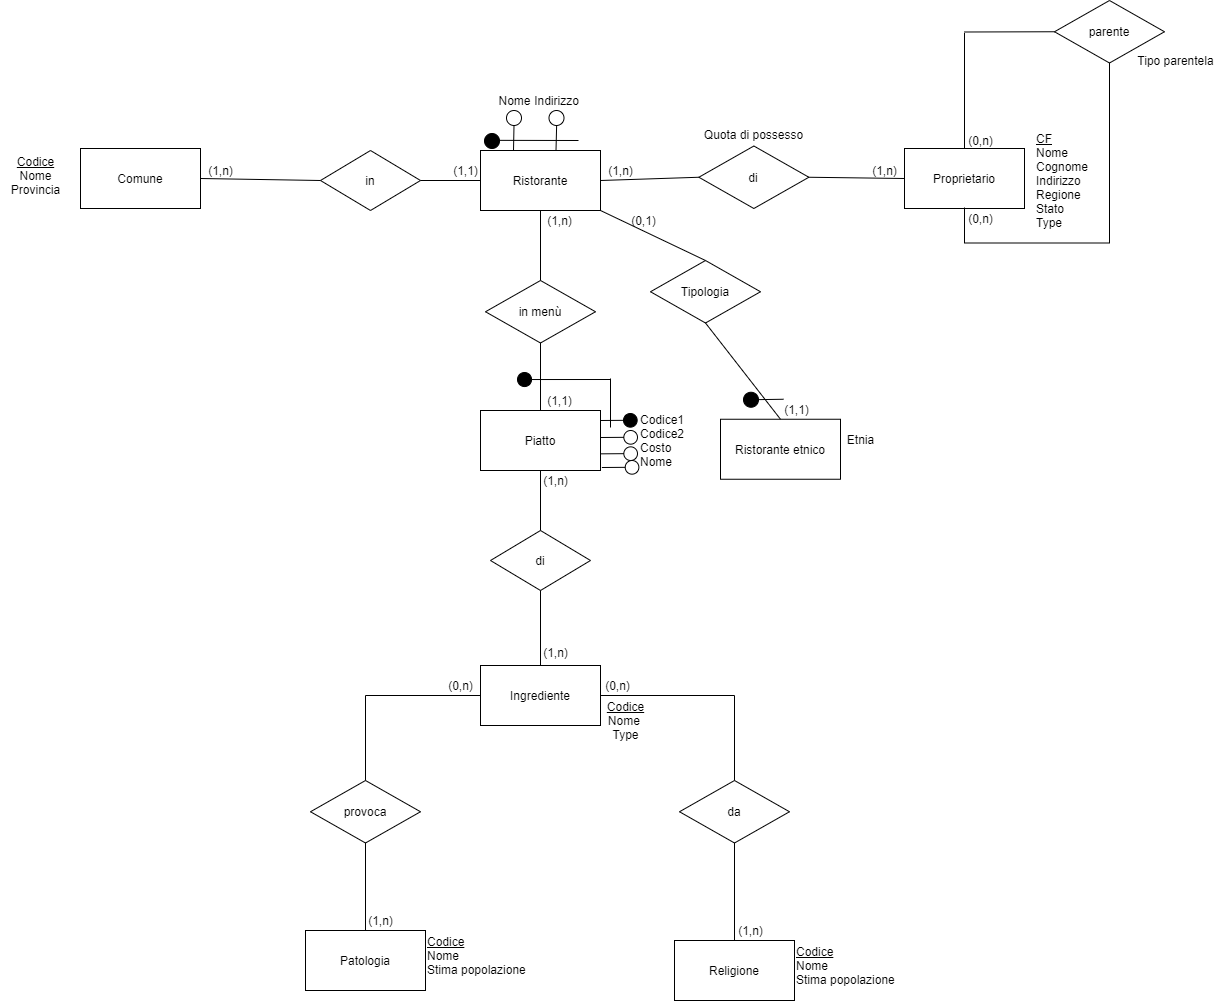 parente
Tipo parentela
Nome Indirizzo
Quota di possesso
Codice
Nome
Provincia
Comune
(1,n)
in
(1,1)
Ristorante
(1,n)
di
(1,n)
Proprietario
(0,n)
(0,n)
CF
Nome
Cognome
Indirizzo
Regione
Stato
Type
(1,n)
(0,1)
in menù
Tipologia
(1,1)
(1,1)
Piatto
Codice1
Codice2
Costo
Nome
Ristorante etnico
Etnia
(1,n)
di
(1,n)
(0,n)
Ingrediente
(0,n)
Codice
Nome
Type
provoca
da
(1,n)
(1,n)
Patologia
Codice
Nome
Stima popolazione
Religione
Codice
Nome
Stima popolazione